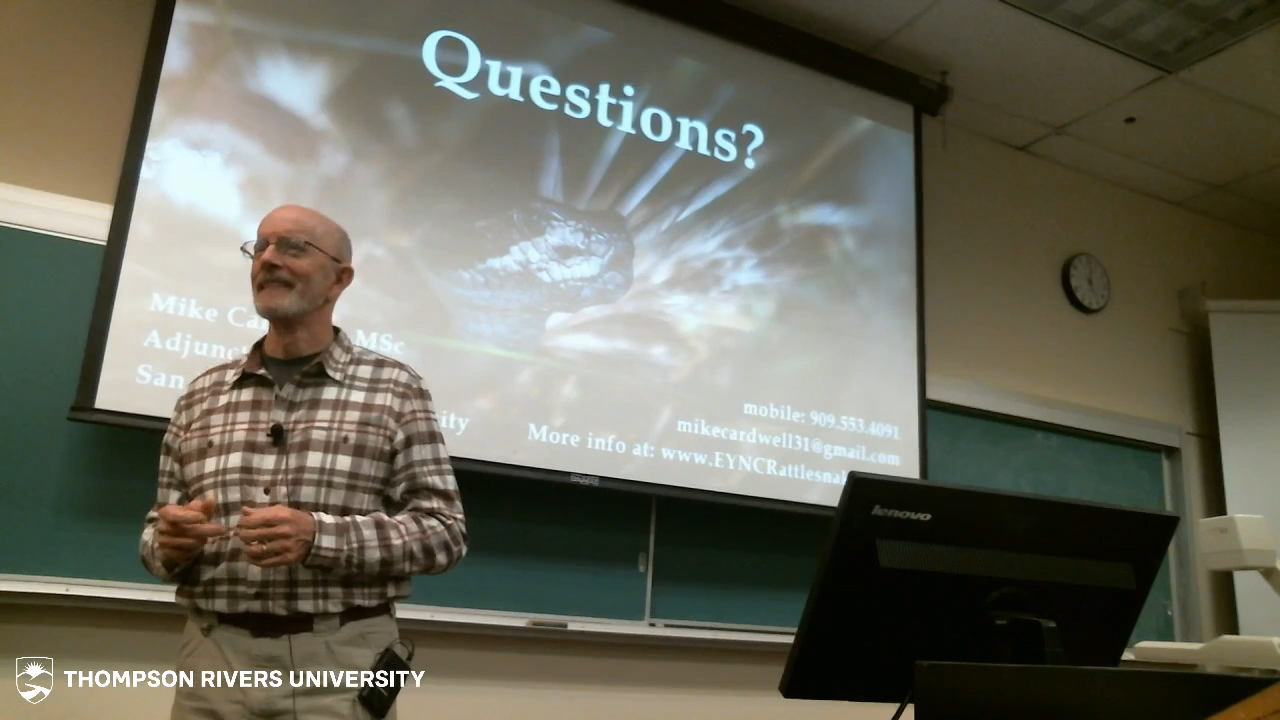 Questions?
Mike Ca MSc
Adjunc
San ity
mobile: 909.553.4091
mikecardwell31@gmail.com
More info at: www.EYNCRattlesna
lenovo
THOMPSON RIVERS UNIVERSITY